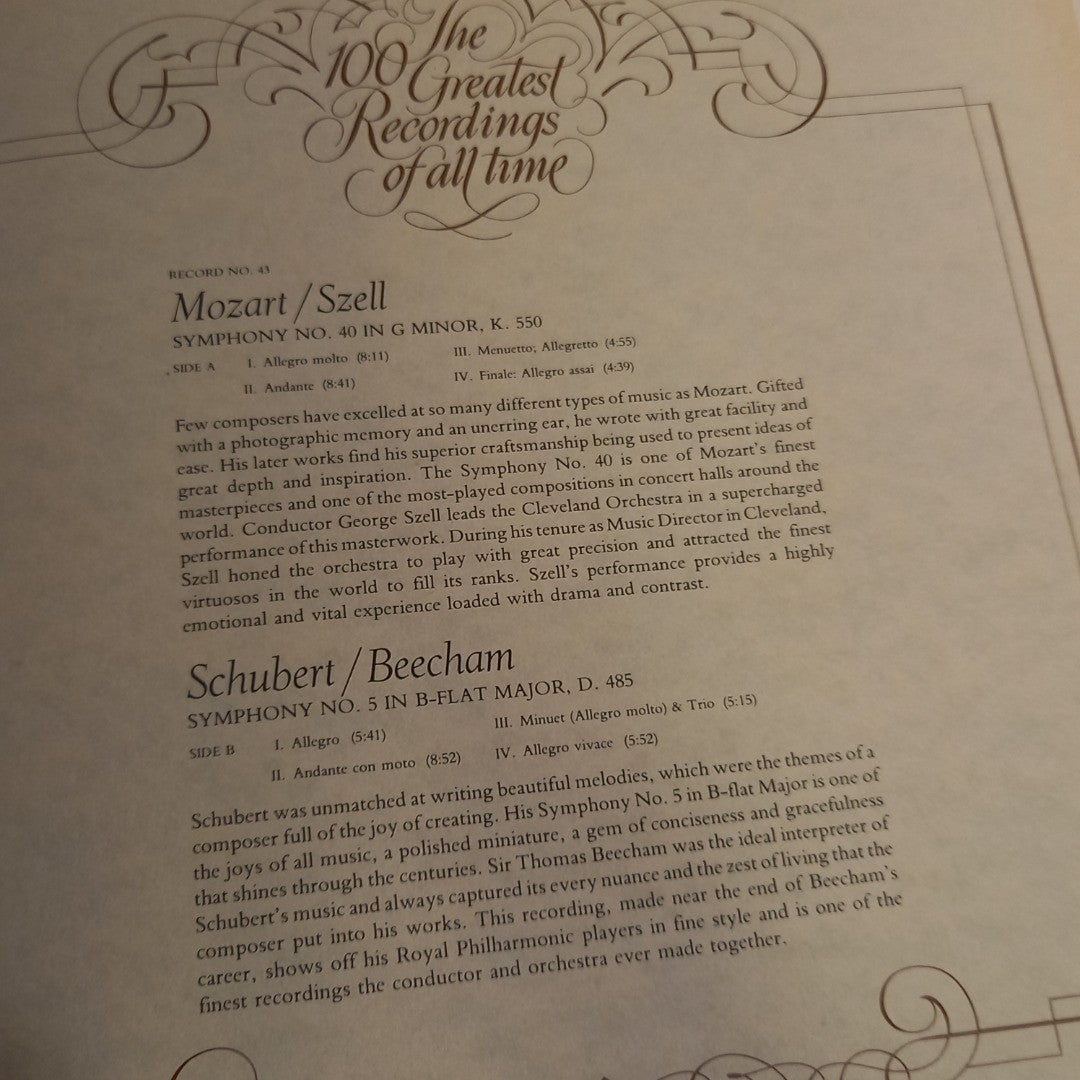 The
100 Greatest
Recordings
of all time
RECORD NO. 43
Mozart / Szell
SYMPHONY NO. 40 IN G MINOR, K. 550
SIDE A I. Allegro molto (8:11) III. Menuetto; Allegretto (4:55)
II. Andante (8:41) IV. Finale: Allegro assai (4:39)
Few composers have excelled at so many different types of music as Mozart. Gifted
with a photographic memory and an unerring ear, he wrote with great facility and
ease. His later works find his superior craftsmanship being used to present ideas of
great depth and inspiration. The Symphony No. 40 is one of Mozart's finest
masterpieces and one of the most-played compositions in concert halls around the
world. Conductor George Szell leads the Cleveland Orchestra in a supercharged
performance of this masterwork. During his tenure as Music Director in Cleveland,
Szell honed the orchestra to play with great precision and attracted the finest
virtuosos in the world to fill its ranks. Szell's performance provides a highly
emotional and vital experience loaded with drama and contrast.
Schubert / Beecham
SYMPHONY NO. 5 IN B-FLAT MAJOR, D. 485
SIDE B I. Allegro (5:41) III. Minuet (Allegro molto) & Trio (5:15)
II. Andante con moto (8:52) IV. Allegro vivace (5:52)
Schubert was unmatched at writing beautiful melodies, which were the themes of a
composer full of the joy of creating. His Symphony No. 5 in B-flat Major is one of
the joys of all music, a polished miniature, a gem of conciseness and gracefulness
that shines through the centuries. Sir Thomas Beecham was the ideal interpreter of
Schubert's music and always captured its every nuance and the zest of living that the
composer put into his works. This recording, made near the end of Beecham's
career, shows off his Royal Philharmonic players in fine style and is one of the
finest recordings the conductor and orchestra ever made together.